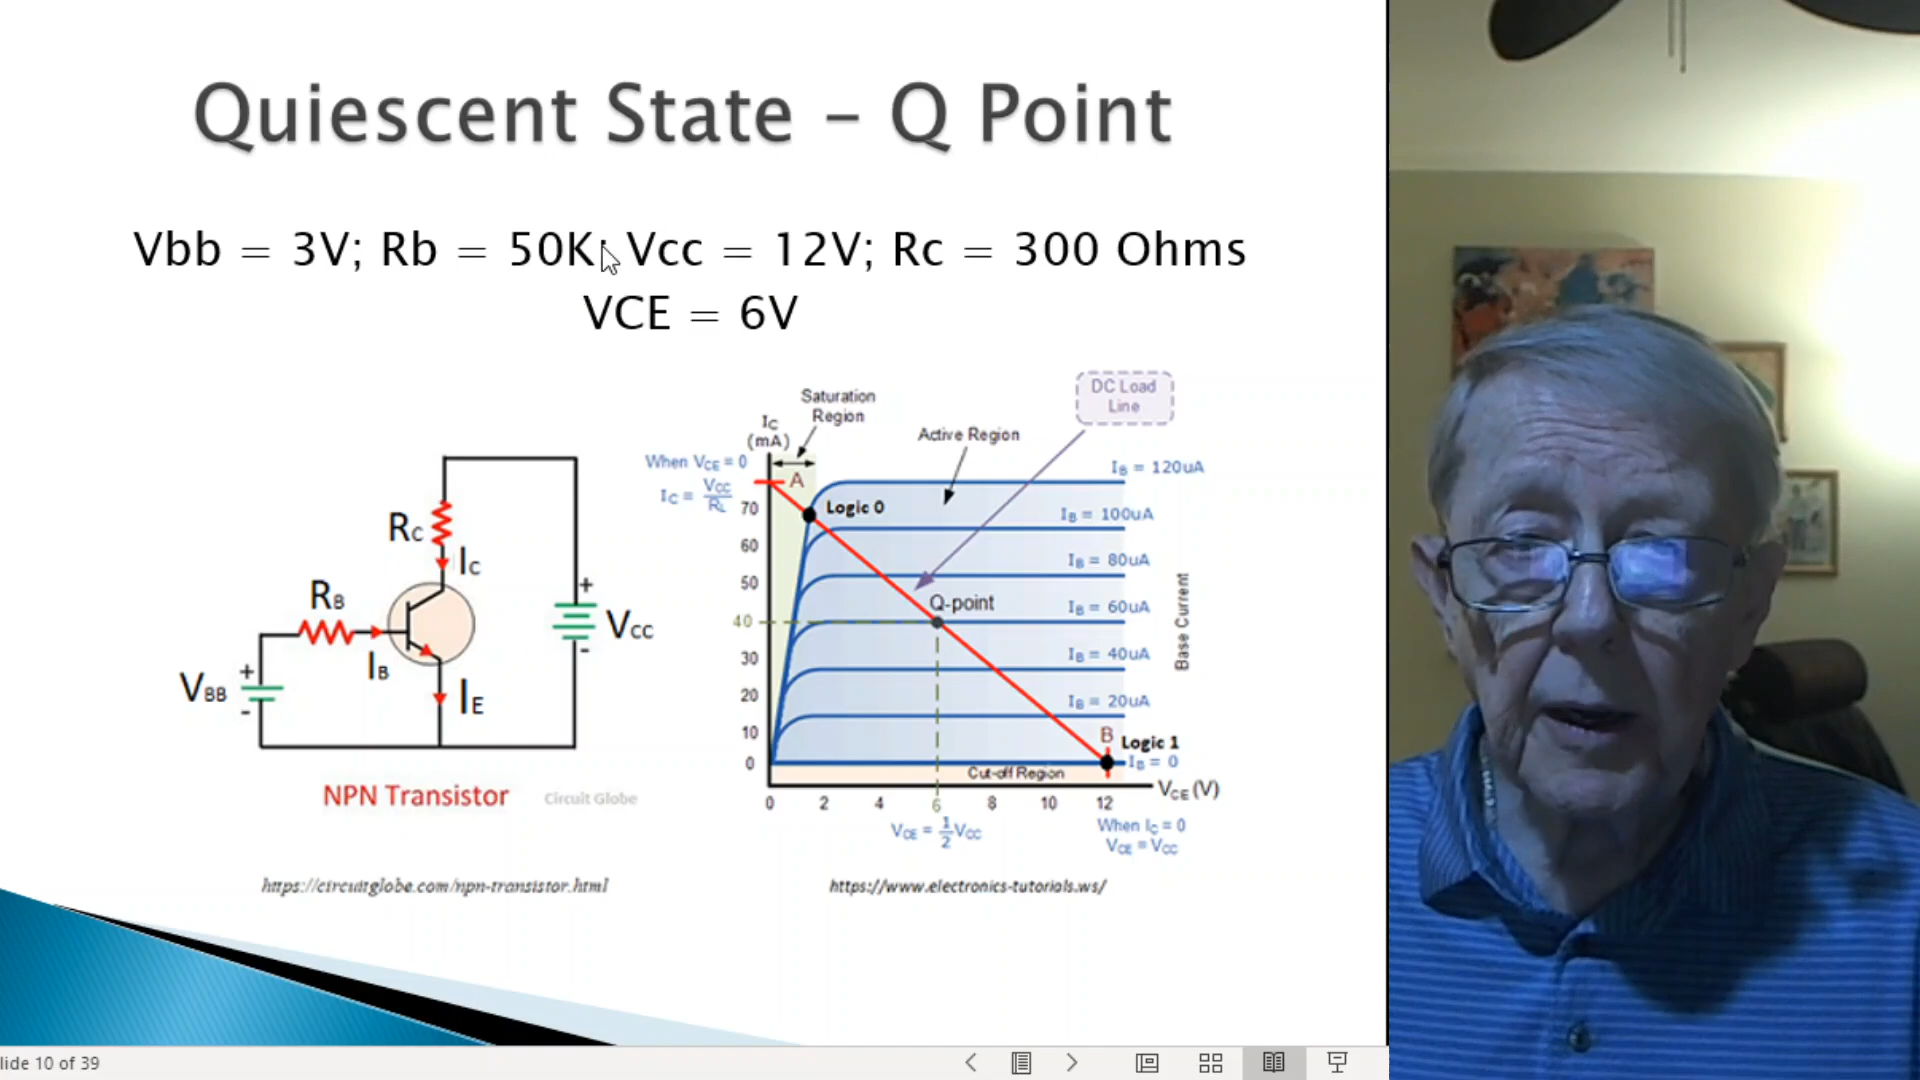 Quiescent State – Q Point
Vbb = 3V; Rb = 50K; Vcc = 12V; Rc = 300 Ohms
VCE = 6V
RC
IC
RB
IB
VBB
+
-
IE
+
VCC
-
NPN Transistor
Circuit Globe
https://circuitglobe.com/npn-transistor.html
Saturation
Region
DC Load
Line
IC
(mA)
Active Region
When VCE = 0
IC = VCC
RL
A
IB = 120uA
70
Logic 0
IB = 100uA
60
IB = 80uA
50
Q-point
IB = 60uA
40
Base Current
IB = 40uA
30
20
IB = 20uA
10
B
Logic 1
0
IB = 0
Cut-off Region
VCE (V)
0 2 4 6 8 10 12
VCE = 1/2 VCC
When IC = 0
VCE = VCC
https://www.electronics-tutorials.ws/
lide 10 of 39